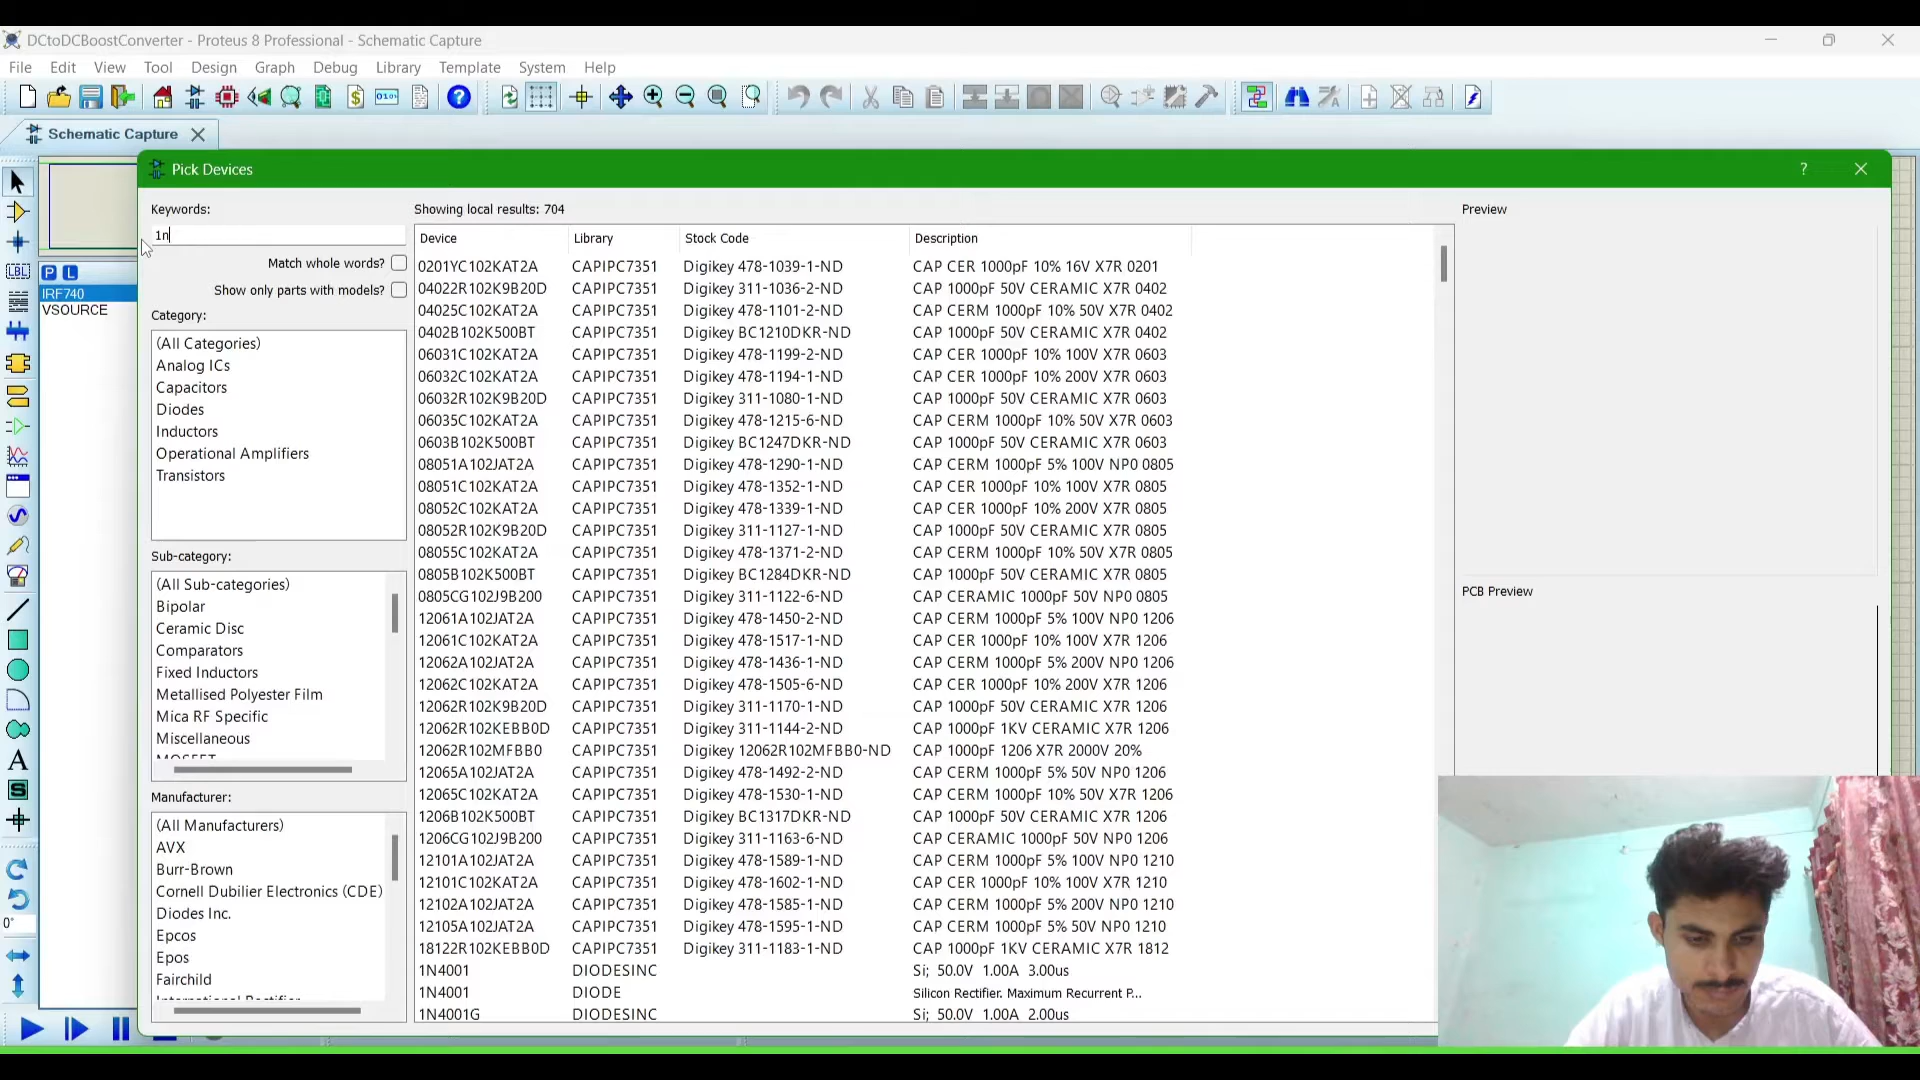 DCtoDCBoostConverter - Proteus 8 Professional - Schematic Capture
File Edit View Tool Design Graph Debug Library Template System Help
Schematic Capture
Pick Devices
?
Keywords:
1n
Match whole words?
Show only parts with models?
Category:
(All Categories)
Analog ICs
Capacitors
Diodes
Inductors
Operational Amplifiers
Transistors
Sub-category:
(All Sub-categories)
Bipolar
Ceramic Disc
Comparators
Fixed Inductors
Metallised Polyester Film
Mica RF Specific
Miscellaneous
MOSFET
Manufacturer:
(All Manufacturers)
AVX
Burr-Brown
Cornell Dubilier Electronics (CDE)
Diodes Inc.
Epcos
Epos
Fairchild
International Rectifier
P L
IRF740
VSOURCE
LBL
A
S
0°
Showing local results: 704
Device Library Stock Code Description
0201YC102KAT2A CAPIPC7351 Digikey 478-1039-1-ND CAP CER 1000pF 10% 16V X7R 0201
04022R102K9B20D CAPIPC7351 Digikey 311-1036-2-ND CAP 1000pF 50V CERAMIC X7R 0402
04025C102KAT2A CAPIPC7351 Digikey 478-1101-2-ND CAP CERM 1000pF 10% 50V X7R 0402
0402B102K500BT CAPIPC7351 Digikey BC1210DKR-ND CAP 1000pF 50V CERAMIC X7R 0402
06031C102KAT2A CAPIPC7351 Digikey 478-1199-2-ND CAP CER 1000pF 10% 100V X7R 0603
06032C102KAT2A CAPIPC7351 Digikey 478-1194-1-ND CAP CER 1000pF 10% 200V X7R 0603
06032R102K9B20D CAPIPC7351 Digikey 311-1080-1-ND CAP 1000pF 50V CERAMIC X7R 0603
06035C102KAT2A CAPIPC7351 Digikey 478-1215-6-ND CAP CERM 1000pF 10% 50V X7R 0603
0603B102K500BT CAPIPC7351 Digikey BC1247DKR-ND CAP 1000pF 50V CERAMIC X7R 0603
08051A102JAT2A CAPIPC7351 Digikey 478-1290-1-ND CAP CERM 1000pF 5% 100V NP0 0805
08051C102KAT2A CAPIPC7351 Digikey 478-1352-1-ND CAP CER 1000pF 10% 100V X7R 0805
08052C102KAT2A CAPIPC7351 Digikey 478-1339-1-ND CAP CER 1000pF 10% 200V X7R 0805
08052R102K9B20D CAPIPC7351 Digikey 311-1127-1-ND CAP 1000pF 50V CERAMIC X7R 0805
08055C102KAT2A CAPIPC7351 Digikey 478-1371-2-ND CAP CERM 1000pF 10% 50V X7R 0805
0805B102K500BT CAPIPC7351 Digikey BC1284DKR-ND CAP 1000pF 50V CERAMIC X7R 0805
0805CG102J9B200 CAPIPC7351 Digikey 311-1122-6-ND CAP CERAMIC 1000pF 50V NP0 0805
12061A102JAT2A CAPIPC7351 Digikey 478-1450-2-ND CAP CERM 1000pF 5% 100V NP0 1206
12061C102KAT2A CAPIPC7351 Digikey 478-1517-1-ND CAP CER 1000pF 10% 100V X7R 1206
12062A102JAT2A CAPIPC7351 Digikey 478-1436-1-ND CAP CERM 1000pF 5% 200V NP0 1206
12062C102KAT2A CAPIPC7351 Digikey 478-1505-6-ND CAP CER 1000pF 10% 200V X7R 1206
12062R102K9B20D CAPIPC7351 Digikey 311-1170-1-ND CAP 1000pF 50V CERAMIC X7R 1206
12062R102KEBB0D CAPIPC7351 Digikey 311-1144-2-ND CAP 1000pF 1KV CERAMIC X7R 1206
12062R102MFBB0 CAPIPC7351 Digikey 12062R102MFBB0-ND CAP 1000pF 1206 X7R 2000V 20%
12065A102JAT2A CAPIPC7351 Digikey 478-1492-2-ND CAP CERM 1000pF 5% 50V NP0 1206
12065C102KAT2A CAPIPC7351 Digikey 478-1530-1-ND CAP CERM 1000pF 10% 50V X7R 1206
1206B102K500BT CAPIPC7351 Digikey BC1317DKR-ND CAP 1000pF 50V CERAMIC X7R 1206
1206CG102J9B200 CAPIPC7351 Digikey 311-1163-6-ND CAP CERAMIC 1000pF 50V NP0 1206
12101A102JAT2A CAPIPC7351 Digikey 478-1589-1-ND CAP CERM 1000pF 5% 100V NP0 1210
12101C102KAT2A CAPIPC7351 Digikey 478-1602-1-ND CAP CER 1000pF 10% 100V X7R 1210
12102A102JAT2A CAPIPC7351 Digikey 478-1585-1-ND CAP CERM 1000pF 5% 200V NP0 1210
12105A102JAT2A CAPIPC7351 Digikey 478-1595-1-ND CAP CERM 1000pF 5% 50V NP0 1210
18122R102KEBB0D CAPIPC7351 Digikey 311-1183-1-ND CAP 1000pF 1KV CERAMIC X7R 1812
1N4001 DIODESINC Si; 50.0V 1.00A 3.00us
1N4001 DIODE Silicon Rectifier. Maximum Recurrent P...
1N4001G DIODESINC Si; 50.0V 1.00A 2.00us
Preview
PCB Preview